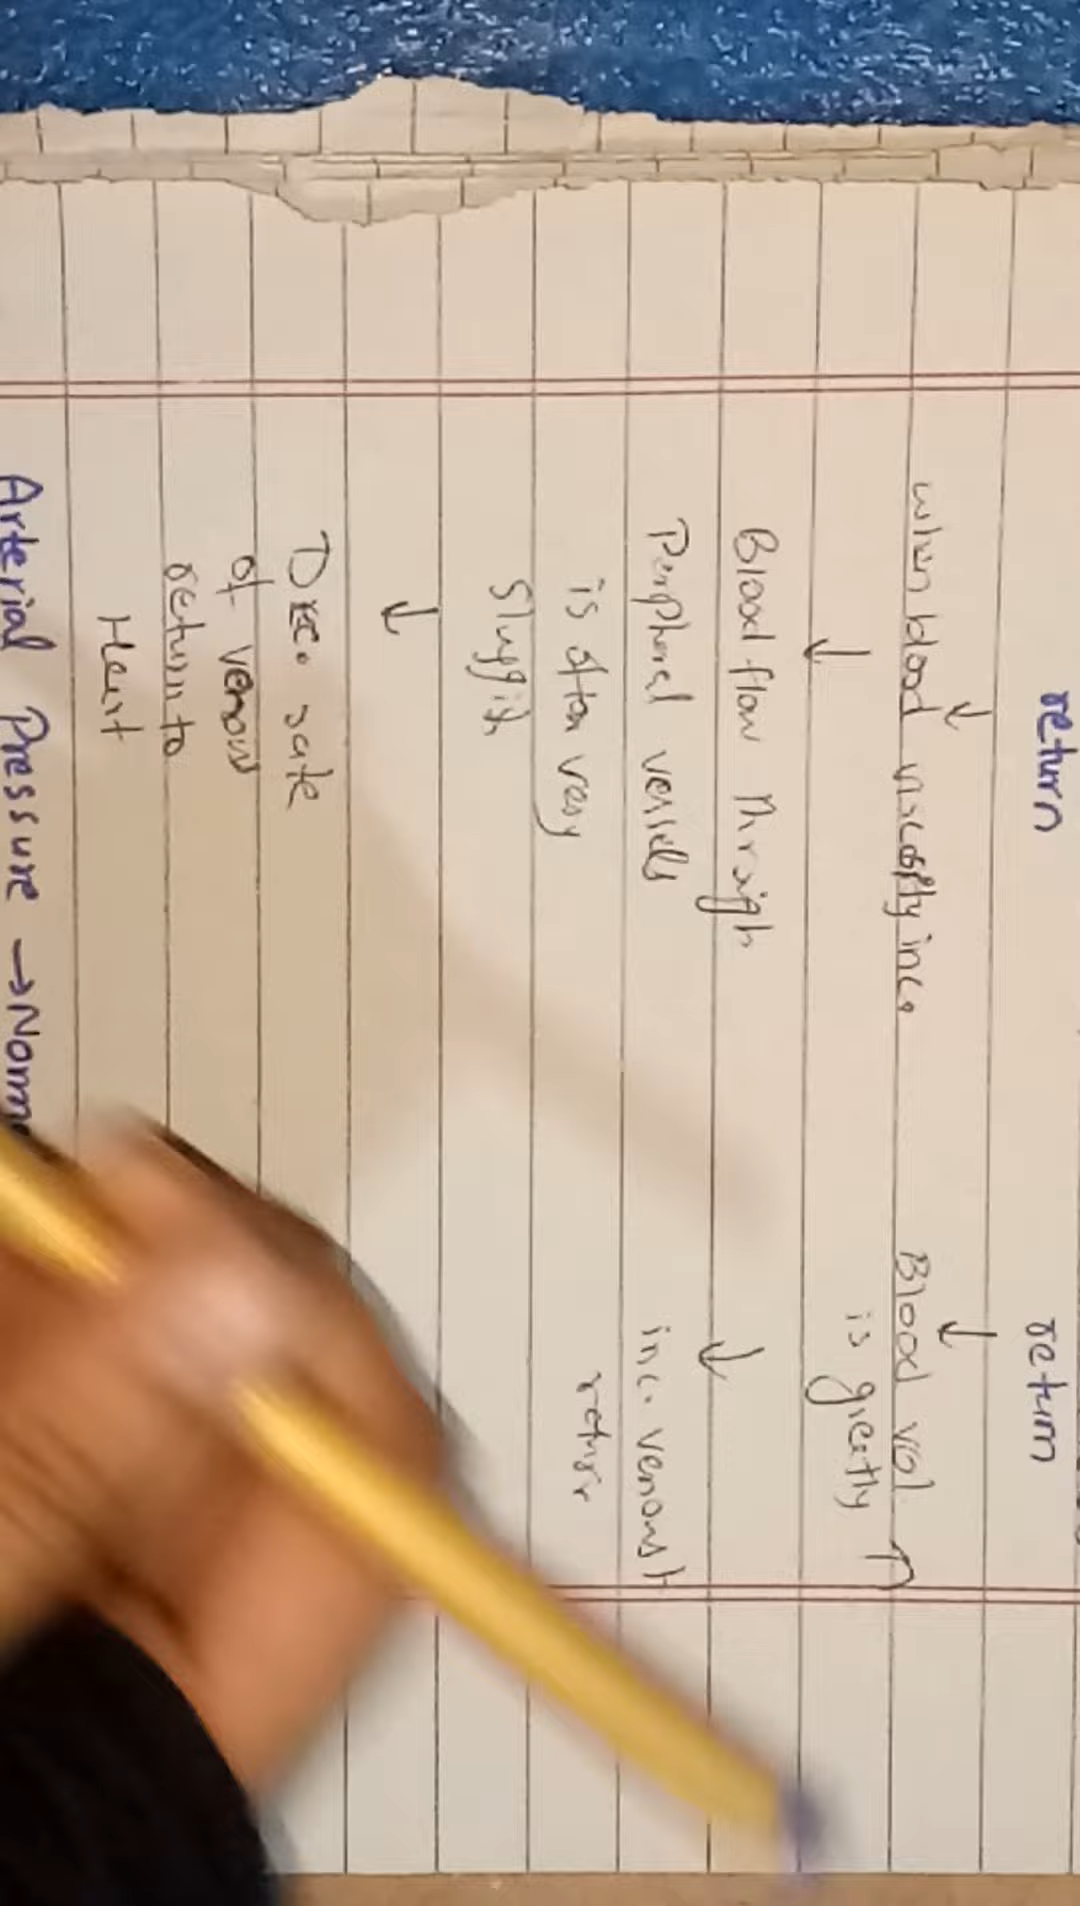 return return
when blood viscosity inc. Blood vol ↑
is greatly
Blood flow through
Peripheral vessels inc. venous
is often very return
sluggish
Dec. rate
of venous
return to
Heart
Arterial Pressure →